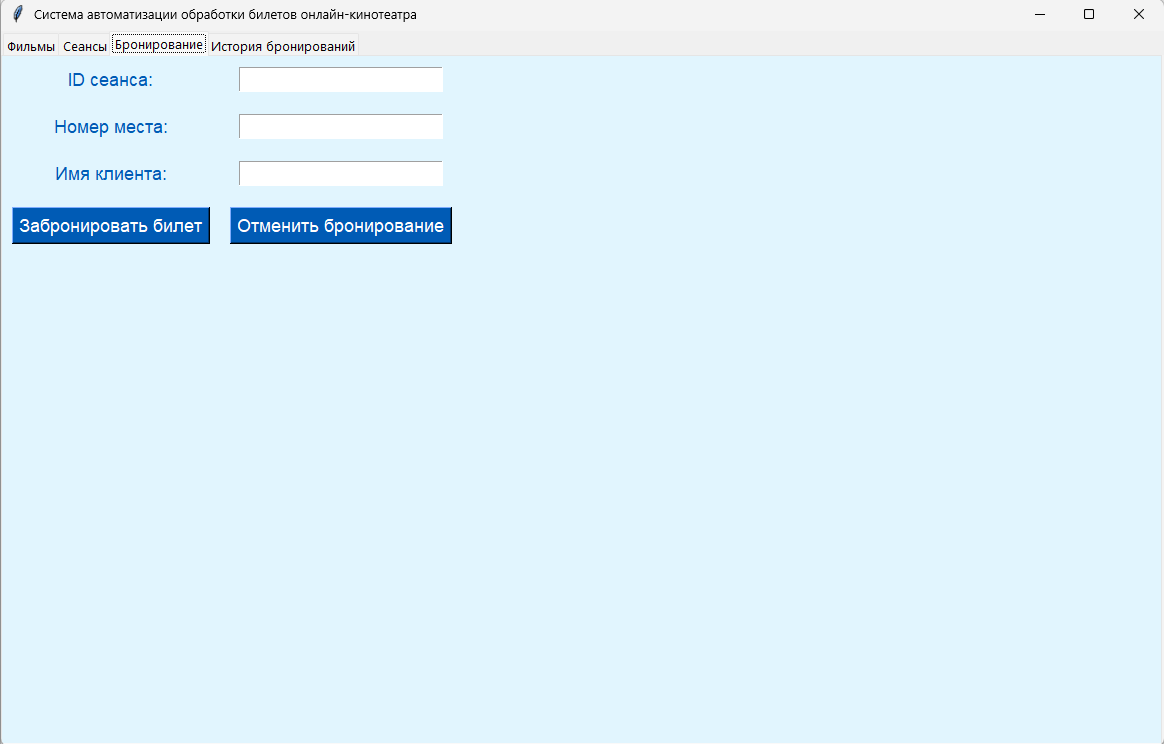 Система автоматизации обработки билетов онлайн-кинотеатра
Фильмы Сеансы Бронирование История бронирований
ID сеанса:
Номер места:
Имя клиента:
Забронировать билет Отменить бронирование